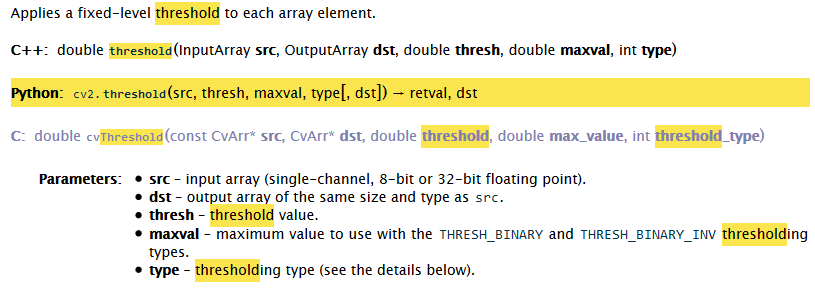 Applies a fixed-level threshold to each array element.
C++: double threshold(InputArray src, OutputArray dst, double thresh, double maxval, int type)
Python: cv2.threshold(src, thresh, maxval, type[, dst]) → retval, dst
C: double cvThreshold(const CvArr* src, CvArr* dst, double threshold, double max_value, int threshold_type)
Parameters: • src – input array (single-channel, 8-bit or 32-bit floating point).
• dst – output array of the same size and type as src.
• thresh – threshold value.
• maxval – maximum value to use with the THRESH_BINARY and THRESH_BINARY_INV thresholding
types.
• type – thresholding type (see the details below).